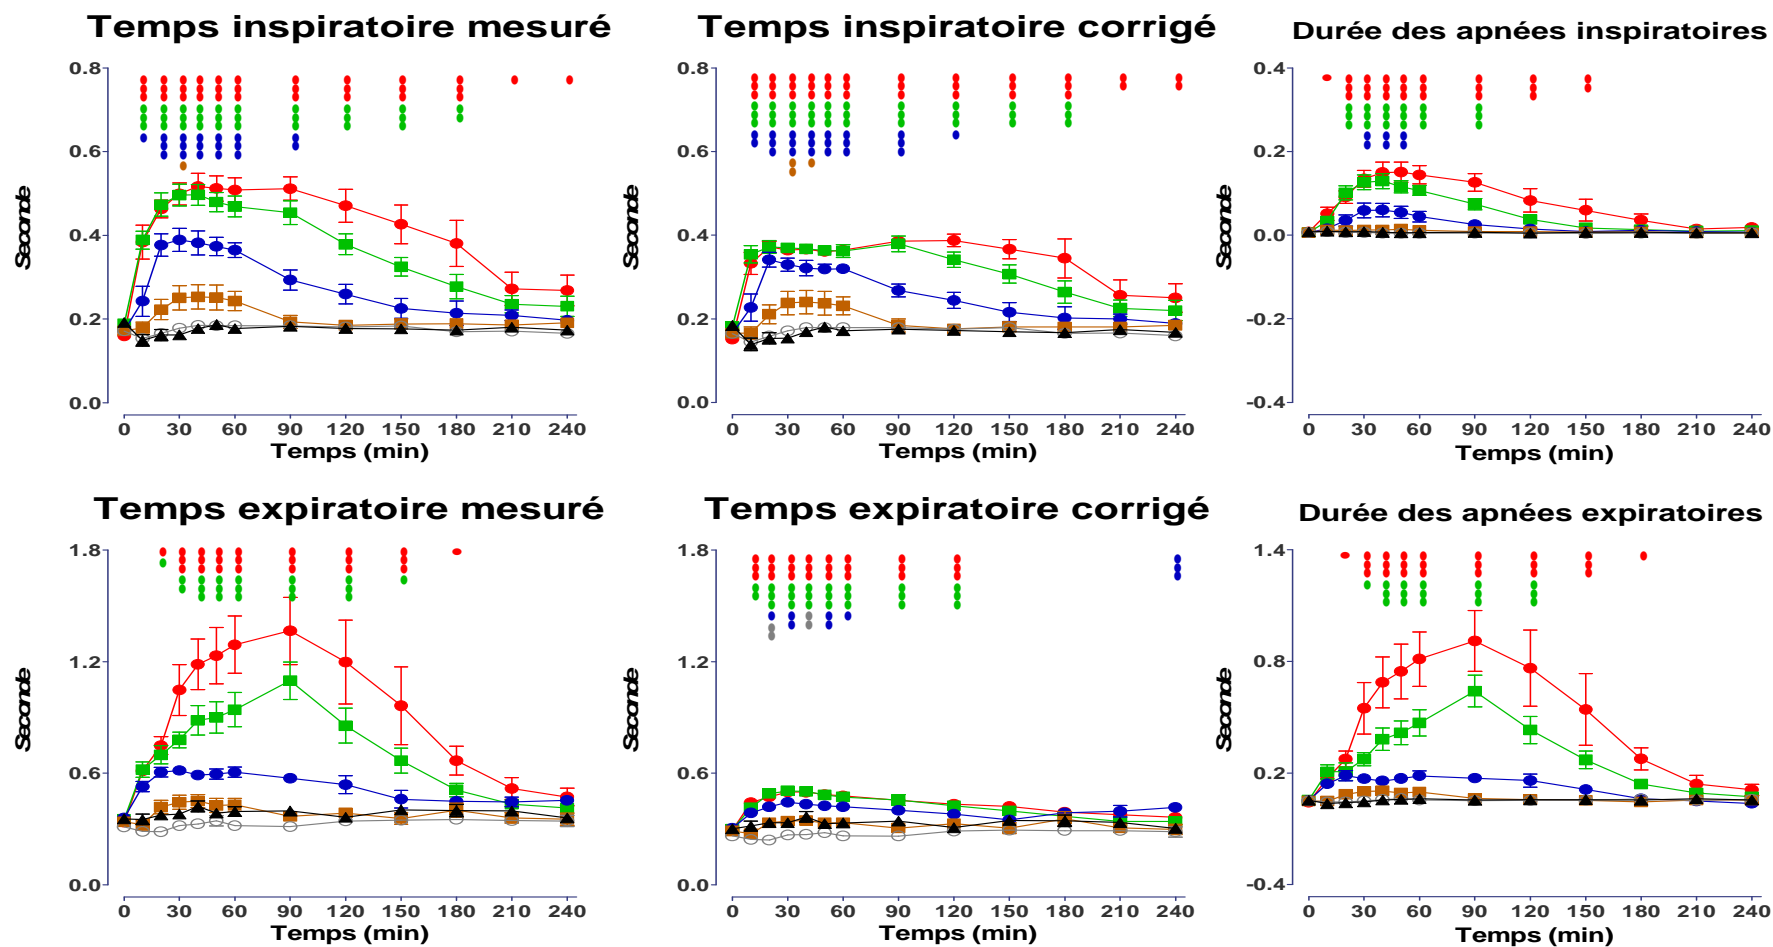 Temps inspiratoire mesuré
Temps inspiratoire corrigé
Durée des apnées inspiratoires
0.8
0.6
0.4
0.2
0.0
Seconde
0 30 60 90 120 150 180 210 240
Temps (min)
0.8
0.6
0.4
0.2
0.0
Seconde
0 30 60 90 120 150 180 210 240
Temps (min)
0.4
0.2
0.0
-0.2
-0.4
Seconde
0 30 60 90 120 150 180 210 240
Temps (min)
Temps expiratoire mesuré
Temps expiratoire corrigé
Durée des apnées expiratoires
1.8
1.2
0.6
0.0
Seconde
0 30 60 90 120 150 180 210 240
Temps (min)
1.8
1.2
0.6
0.0
Seconde
0 30 60 90 120 150 180 210 240
Temps (min)
1.4
0.8
0.2
-0.4
Seconde
0 30 60 90 120 150 180 210 240
Temps (min)